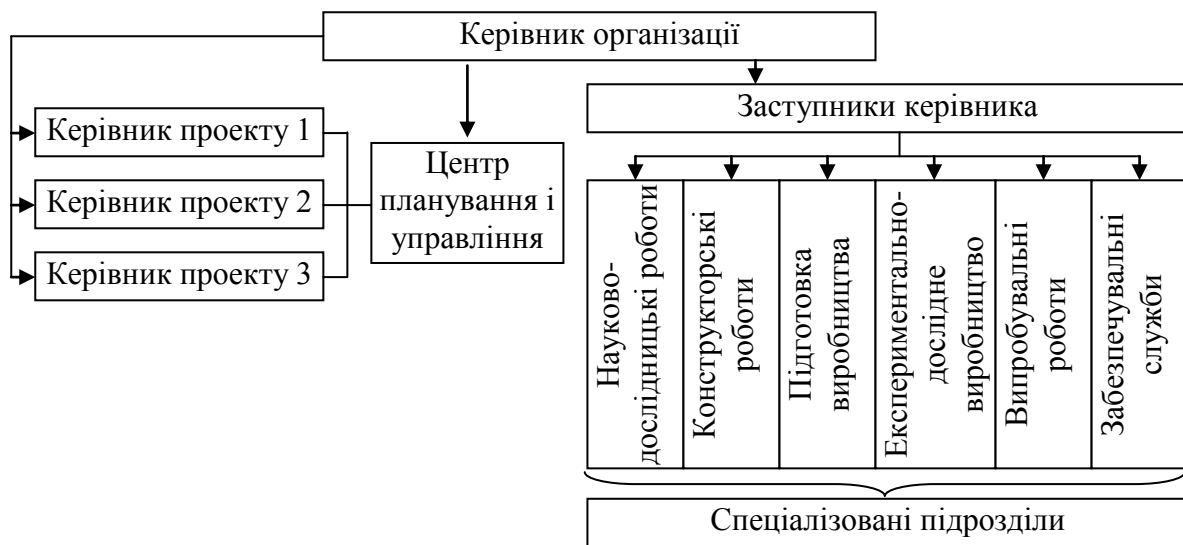 Керівник організації
Заступники керівника
Керівник проекту 1
Керівник проекту 2
Керівник проекту 3
Центр
планування і
управління
Науково-
дослідницькі роботи
Конструкторські
роботи
Підготовка
виробництва
Експериментально-
дослідне
виробництво
Випробувальні
роботи
Забезпечувальні
служби
Спеціалізовані підрозділи